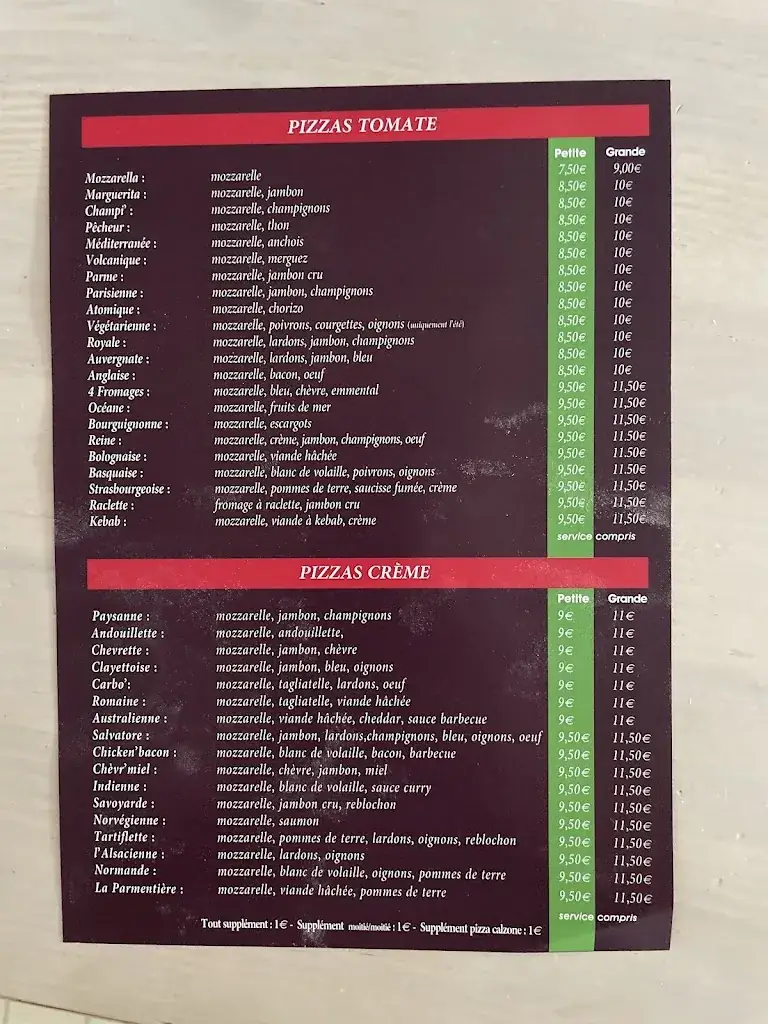 PIZZAS TOMATE
Petite Grande
Mozzarella : mozzarelle 7,50€ 9,00€
Marguerita : mozzarelle, jambon 8,50€ 10€
Champi' : mozzarelle, champignons 8,50€ 10€
Pêcheur : mozzarelle, thon 8,50€ 10€
Méditerranée : mozzarelle, anchois 8,50€ 10€
Volcanique : mozzarelle, merguez 8,50€ 10€
Parme : mozzarelle, jambon cru 8,50€ 10€
Parisienne : mozzarelle, jambon, champignons 8,50€ 10€
Atomique : mozzarelle, chorizo 8,50€ 10€
Végétarienne : mozzarelle, poivrons, courgettes, oignons (uniquement l'été) 8,50€ 10€
Royale : mozzarelle, lardons, jambon, champignons 8,50€ 10€
Auvergnate : mozzarelle, lardons, jambon, bleu 8,50€ 10€
Anglaise : mozzarelle, bacon, oeuf 8,50€ 10€
4 Fromages : mozzarelle, bleu, chèvre, emmental 9,50€ 11,50€
Océane : mozzarelle, fruits de mer 9,50€ 11,50€
Bourguignonne : mozzarelle, escargots 9,50€ 11.50€
Reine : mozzarelle, crème, jambon, champignons, oeuf 9,50€ 11.50€
Bolognaise : mozzarelle, viande hâchée 9,50€ 11.50€
Basquaise : mozzarelle, blanc de volaille, poivrons, oignons 9,50€ 11,50€
Strasbourgeoise : mozzarelle, pommes de terre, saucisse fumée, crème 9,50€ 11,50€
Raclette : fromage à raclette, jambon cru 9,50€ 11,50€
Kebab : mozzarelle, viande à kebab, crème 9,50€ 11,50€
service compris
PIZZAS CRÈME
Petite Grande
Paysanne : mozzarelle, jambon, champignons 9€ 11€
Andouillette : mozzarelle, andouillette, 9€ 11€
Chevrette : mozzarelle, jambon, chèvre 9€ 11€
Clayettoise : mozzarelle, jambon, bleu, oignons 9€ 11€
Carbo': mozzarelle, tagliatelle, lardons, oeuf 9€ 11€
Romaine : mozzarelle, tagliatelle, viande hâchée 9€ 11€
Australienne : mozzarelle, viande hâchée, cheddar, sauce barbecue 9€ 11€
Salvatore : mozzarelle, jambon, lardons,champignons, bleu, oignons, oeuf 9,50€ 11,50€
Chicken'bacon : mozzarelle, blanc de volaille, bacon, barbecue 9,50€ 11,50€
Chèvr'miel : mozzarelle, chèvre, jambon, miel 9,50€ 11,50€
Indienne : mozzarelle, blanc de volaille, sauce curry 9,50€ 11,50€
Savoyarde : mozzarelle, jambon cru, reblochon 9,50€ 11,50€
Norvégienne : mozzarelle, saumon 9,50€ 11,50€
Tartiflette : mozzarelle, pommes de terre, lardons, oignons, reblochon 9,50€ 11,50€
l'Alsacienne : mozzarelle, lardons, oignons 9,50€ 11,50€
Normande : mozzarelle, blanc de volaille, oignons, pommes de terre 9,50€ 11,50€
La Parmentière : mozzarelle, viande hâchée, pommes de terre 9,50€ 11,50€
service compris
Tout supplément : 1€ - Supplément moitié/moitié : 1€ - Supplément pizza calzone : 1€